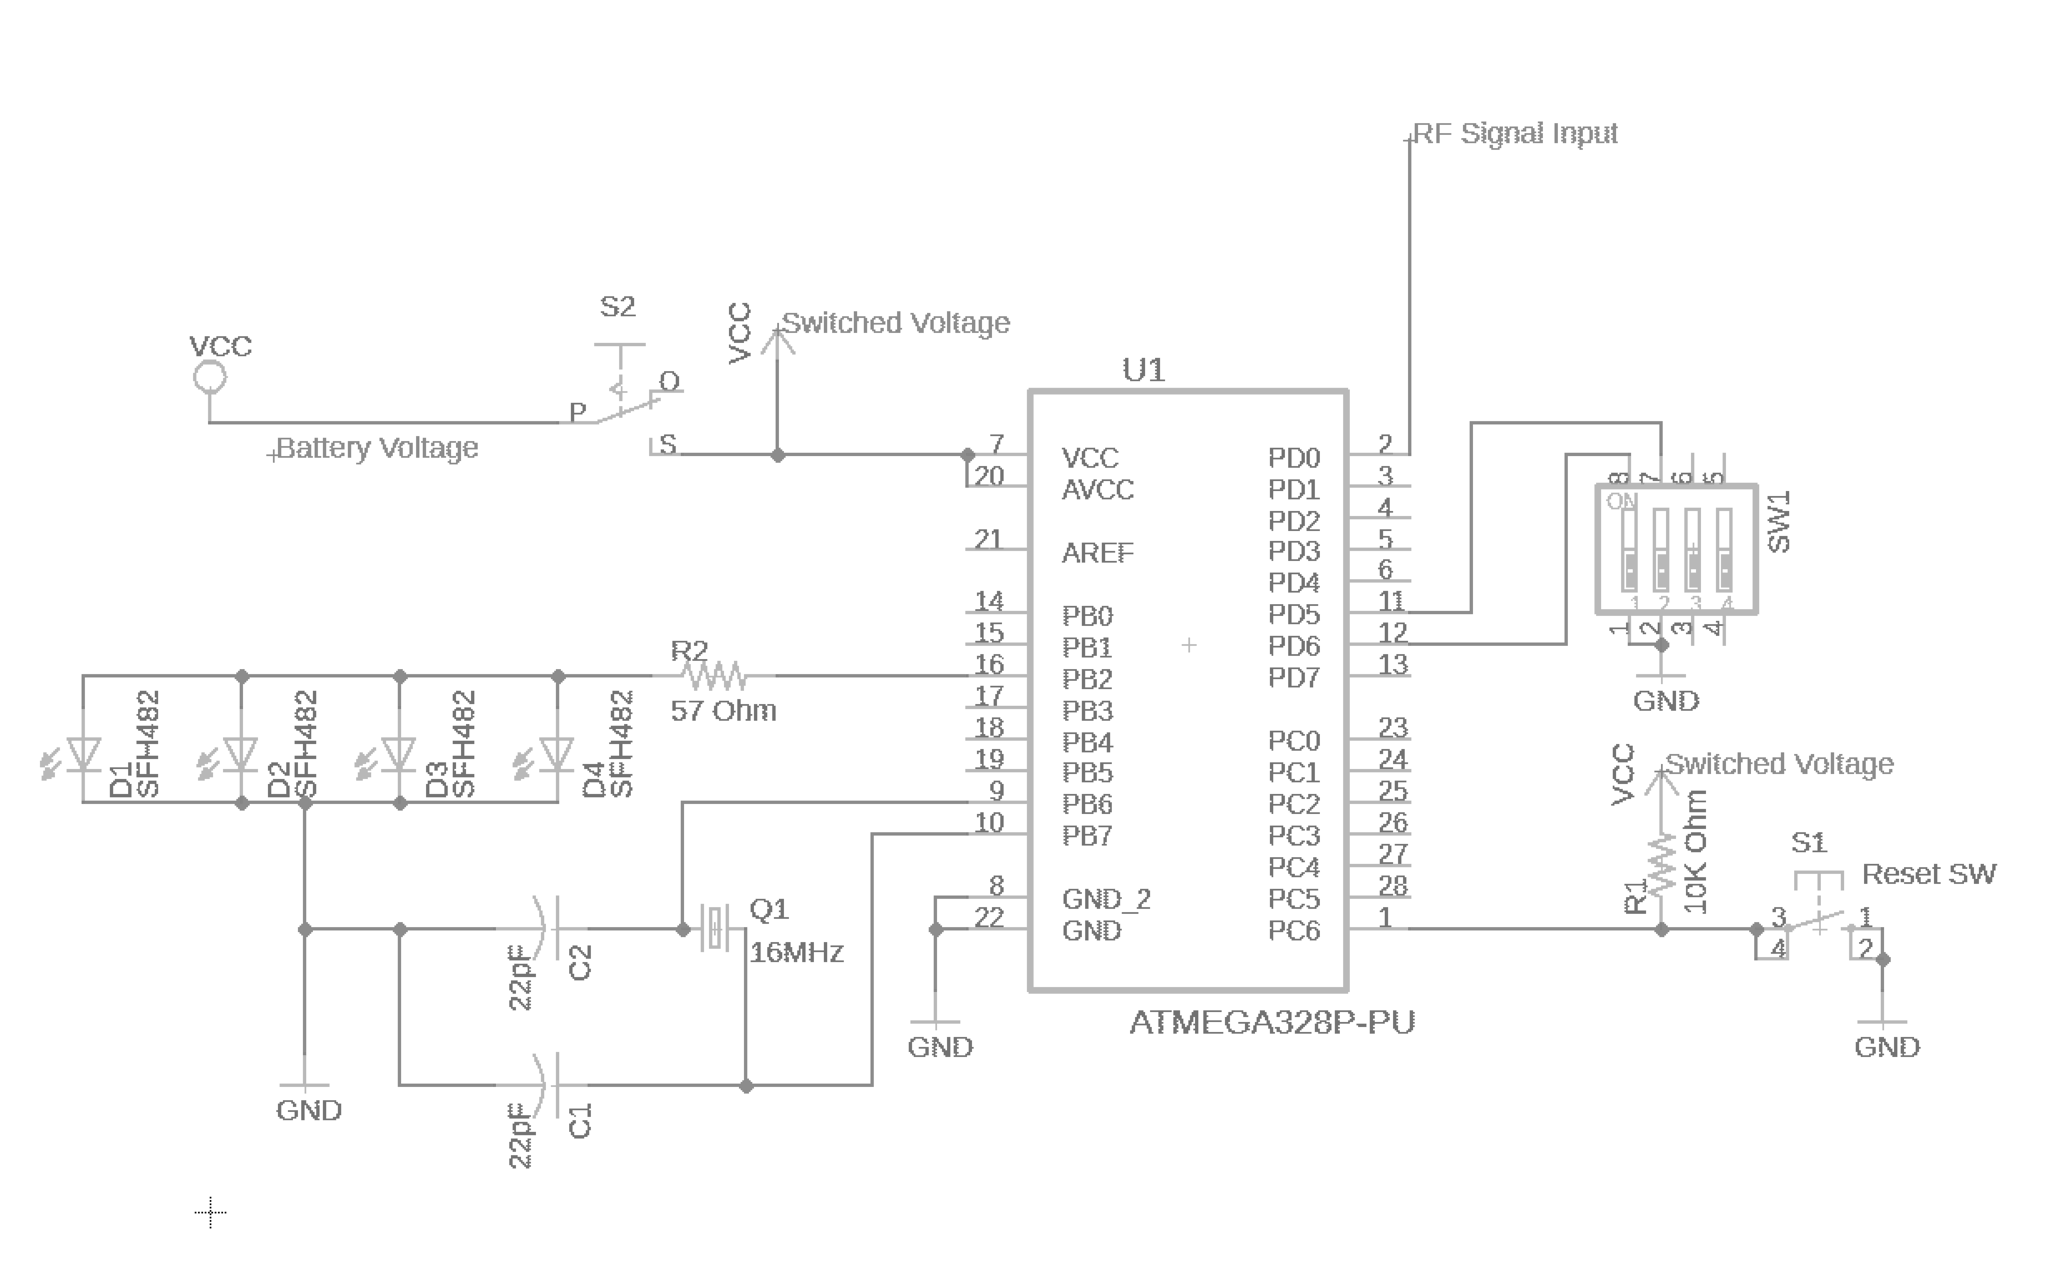 RF Signal Input
S2
VCC
Switched Voltage
VCC
O
P
S
Battery Voltage
U1
7
VCC
20
AVCC
21
AREF
14
PB0
15
PB1
16
PB2
17
PB3
18
PB4
19
PB5
9
PB6
10
PB7
8
GND_2
22
GND
PD0
2
PD1
3
PD2
4
PD3
5
PD4
6
PD5
11
PD6
12
PD7
13
PC0
23
PC1
24
PC2
25
PC3
26
PC4
27
PC5
28
PC6
1
ATMEGA328P-PU
8 7 6 5
ON
1 2 3 4
1 2 3 4
SW1
GND
R2
57 Ohm
D1
SFH482
D2
SFH482
D3
SFH482
D4
SFH482
VCC
Switched Voltage
R1
10K Ohm
S1
Reset SW
3
4
1
2
GND
Q1
16MHz
22pF
C2
22pF
C1
GND
GND